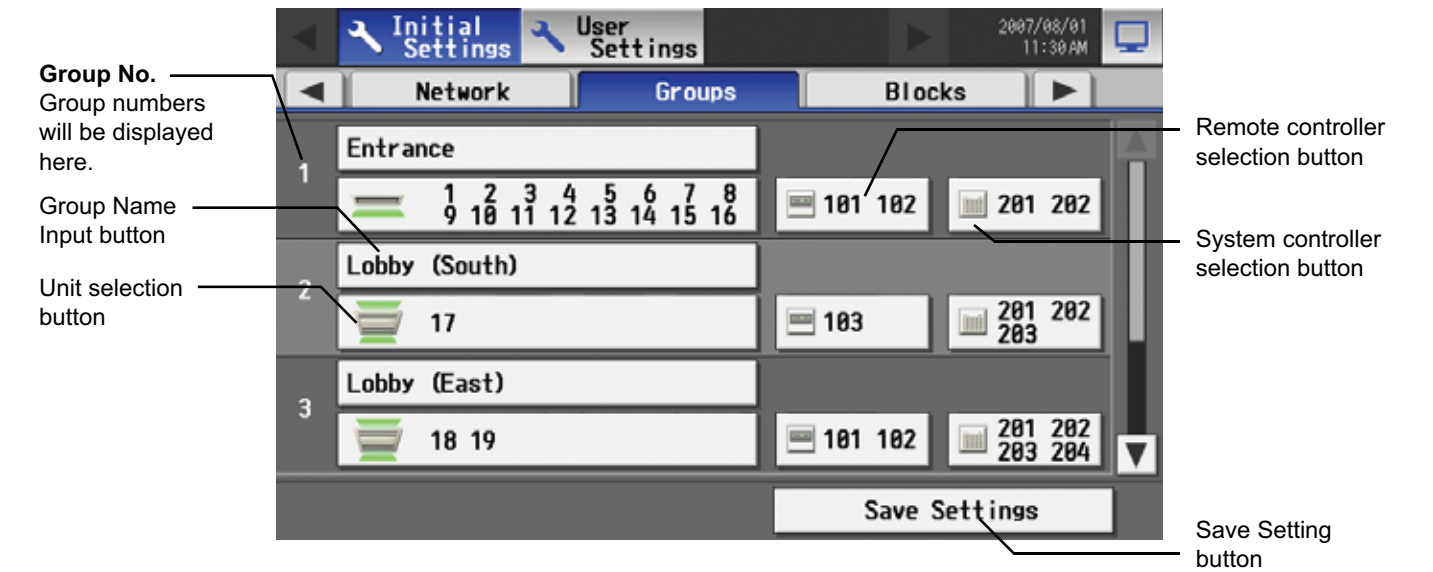 Initial
Settings
User
Settings
2007/08/01
11:30AM
Group No.
Group numbers
will be displayed
here.
Group Name
Input button
Unit selection
button
Network
Groups
Blocks
1
Entrance
1 2 3 4 5 6 7 8
9 10 11 12 13 14 15 16
101 102
201 202
2
Lobby (South)
17
103
201 202
203
3
Lobby (East)
18 19
101 102
201 202
203 204
Save Settings
Remote controller
selection button
System controller
selection button
Save Setting
button